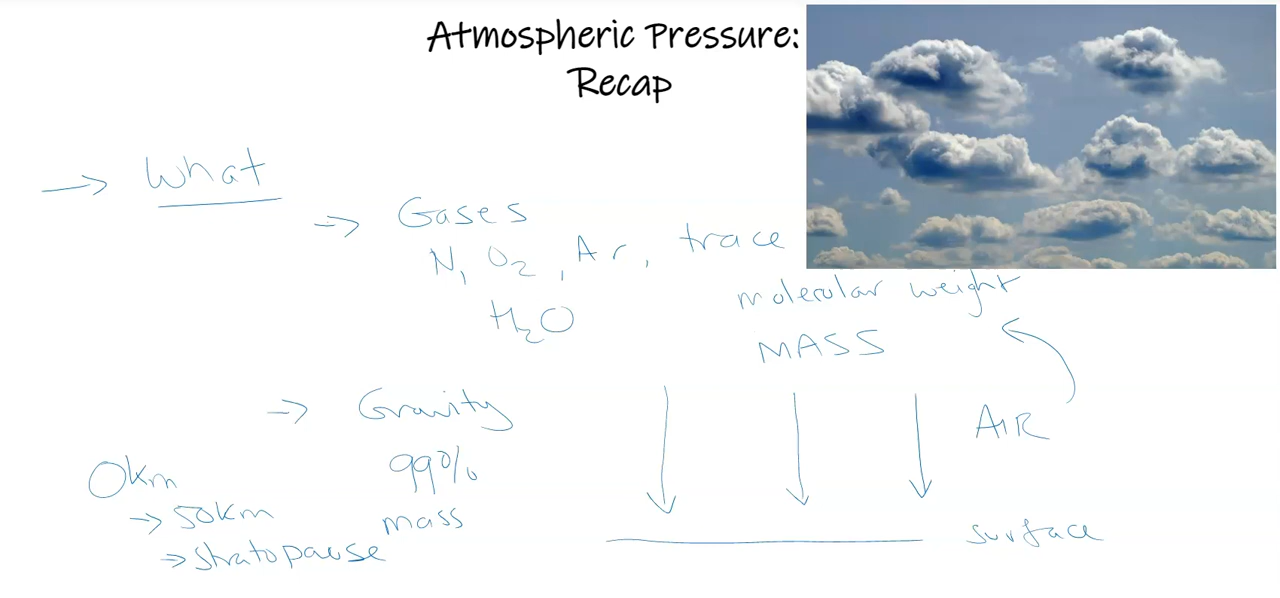 Atmospheric Pressure:
Recap
→ What
→ Gases
N, O₂, Ar, trace
H₂O
molecular weight
MASS
→ Gravity
AIR
99%
0km
→ 50km
mass
→ stratopause
surface